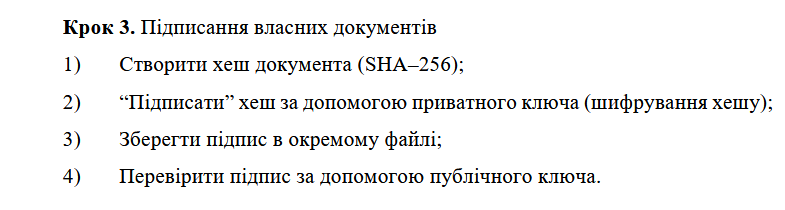 Крок 3. Підписання власних документів
1) Створити хеш документа (SHA–256);
2) “Підписати” хеш за допомогою приватного ключа (шифрування хешу);
3) Зберегти підпис в окремому файлі;
4) Перевірити підпис за допомогою публічного ключа.